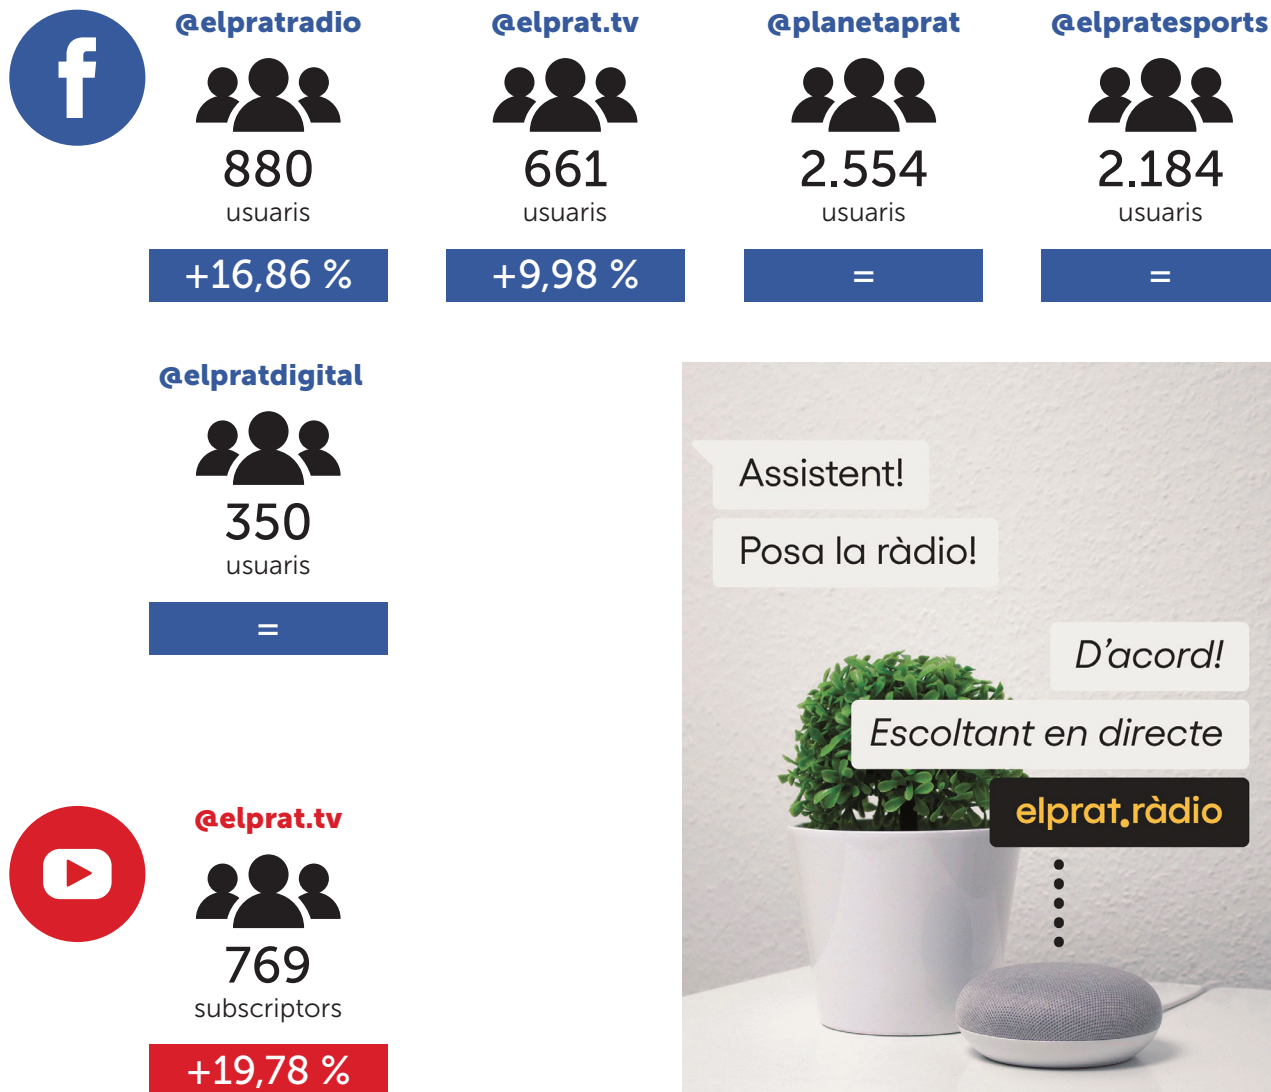 @elpratradio
880
usuaris
+16,86 %
@elprat.tv
661
usuaris
+9,98 %
@planetaprat
2.554
usuaris
=
@elpratesports
2.184
usuaris
=
@elpratdigital
350
usuaris
=
@elprat.tv
769
subscriptors
+19,78 %
Assistent!
Posa la ràdio!
D'acord!
Escoltant en directe
elprat.ràdio